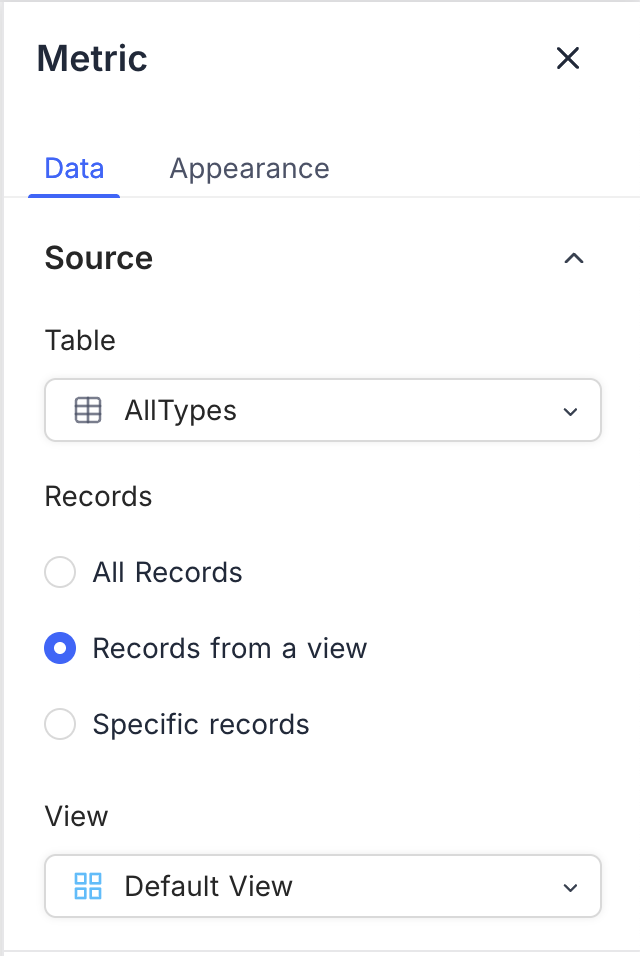 Metric
Data Appearance
Source
Table
AllTypes
Records
All Records
Records from a view
Specific records
View
Default View